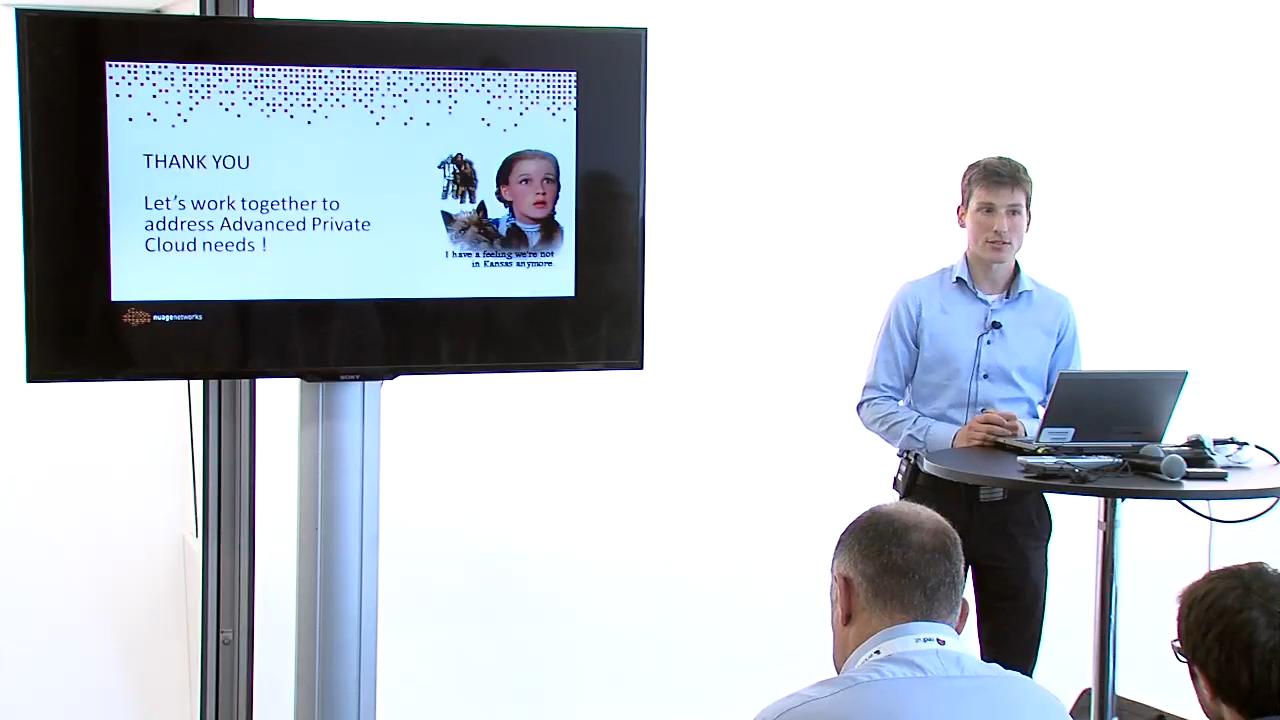 THANK YOU
Let's work together to
address Advanced Private
Cloud needs !
I have a feeling we're not
in Kansas anymore
nuagenetworks
SONY